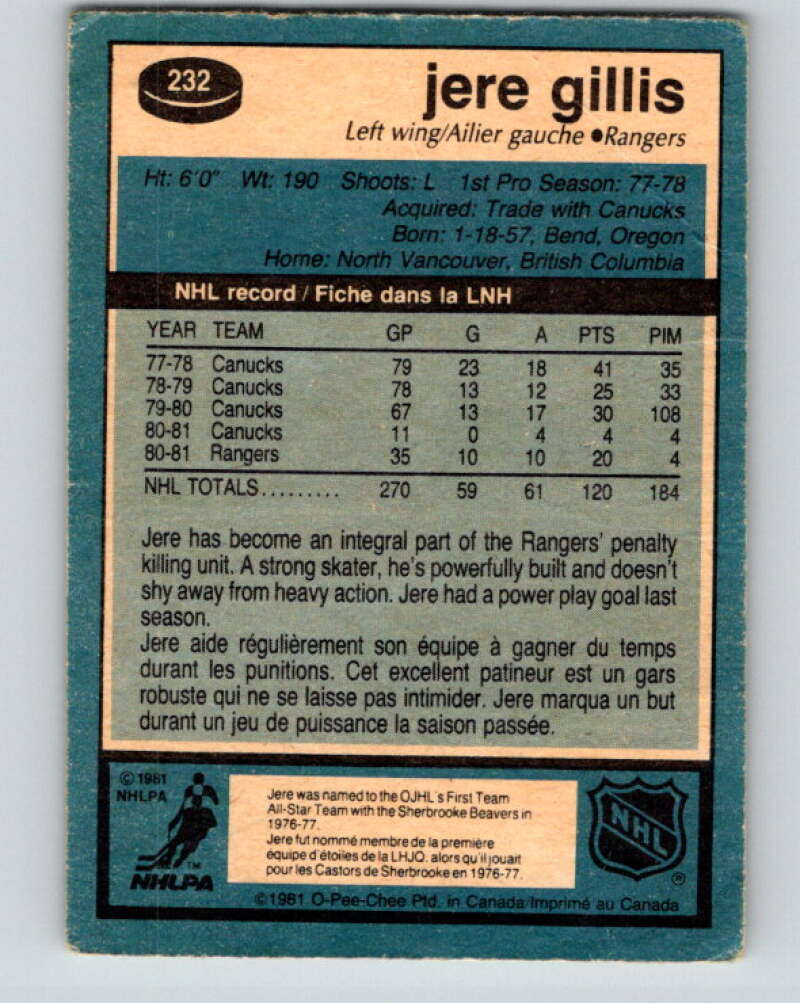 232
jere gillis
Left wing/Ailier gauche ●Rangers
Ht: 6'0" Wt: 190 Shoots: L 1st Pro Season: 77-78
Acquired: Trade with Canucks
Born: 1-18-57, Bend, Oregon
Home: North Vancouver, British Columbia
NHL record / Fiche dans la LNH
YEAR TEAM GP G A PTS PIM
77-78 Canucks 79 23 18 41 35
78-79 Canucks 78 13 12 25 33
79-80 Canucks 67 13 17 30 108
80-81 Canucks 11 0 4 4 4
80-81 Rangers 35 10 10 20 4
NHL TOTALS......... 270 59 61 120 184
Jere has become an integral part of the Rangers' penalty
killing unit. A strong skater, he's powerfully built and doesn't
shy away from heavy action. Jere had a power play goal last
season.
Jere aide régulièrement son équipe à gagner du temps
durant les punitions. Cet excellent patineur est un gars
robuste qui ne se laisse pas intimider. Jere marqua un but
durant un jeu de puissance la saison passée.
© 1981
NHLPA
TM
NHLPA
Jere was named to the OJHL's First Team
All-Star Team with the Sherbrooke Beavers in
1976-77.
Jere fut nommé membre de la première
équipe d'étoiles de la LHJQ. alors qu'il jouait
pour les Castors de Sherbrooke en 1976-77.
NHL
®
©1981 O-Pee-Chee Ptd. in Canada/Imprimé au Canada